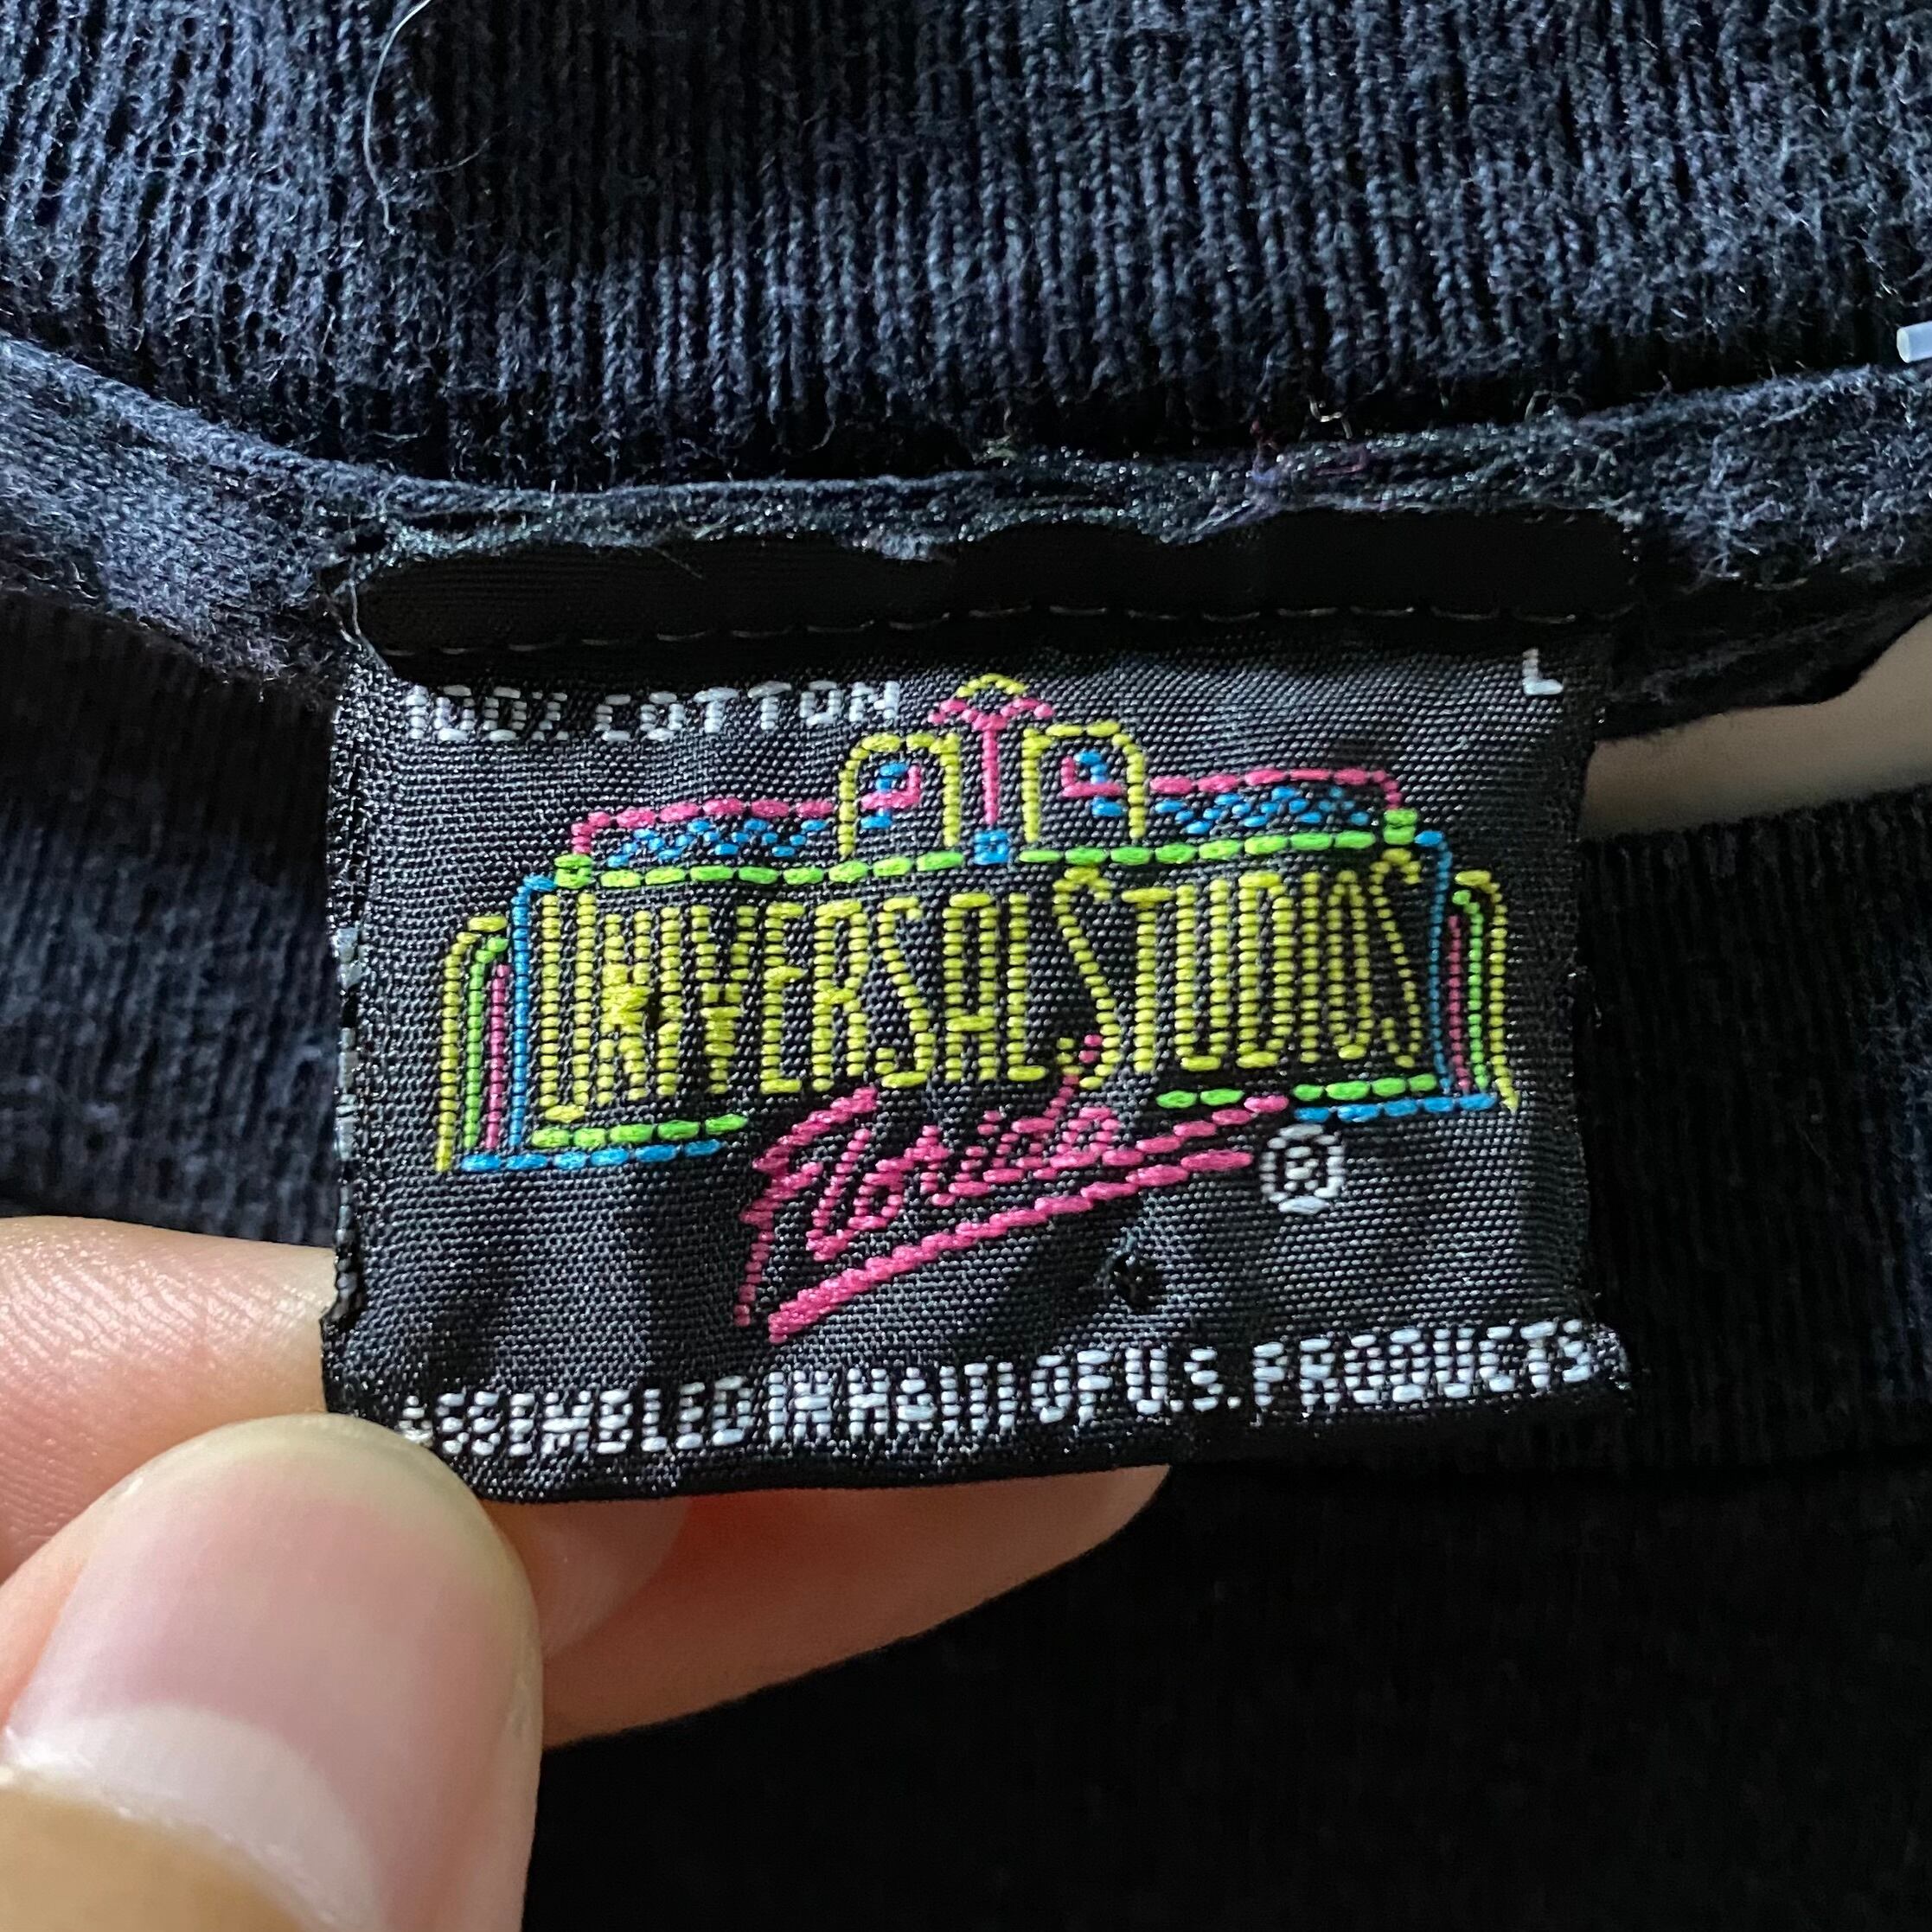 100% COTTON L
UNIVERSAL STUDIOS
Florida ®
ASSEMBLED IN HAITI OF U.S. PRODUCTS